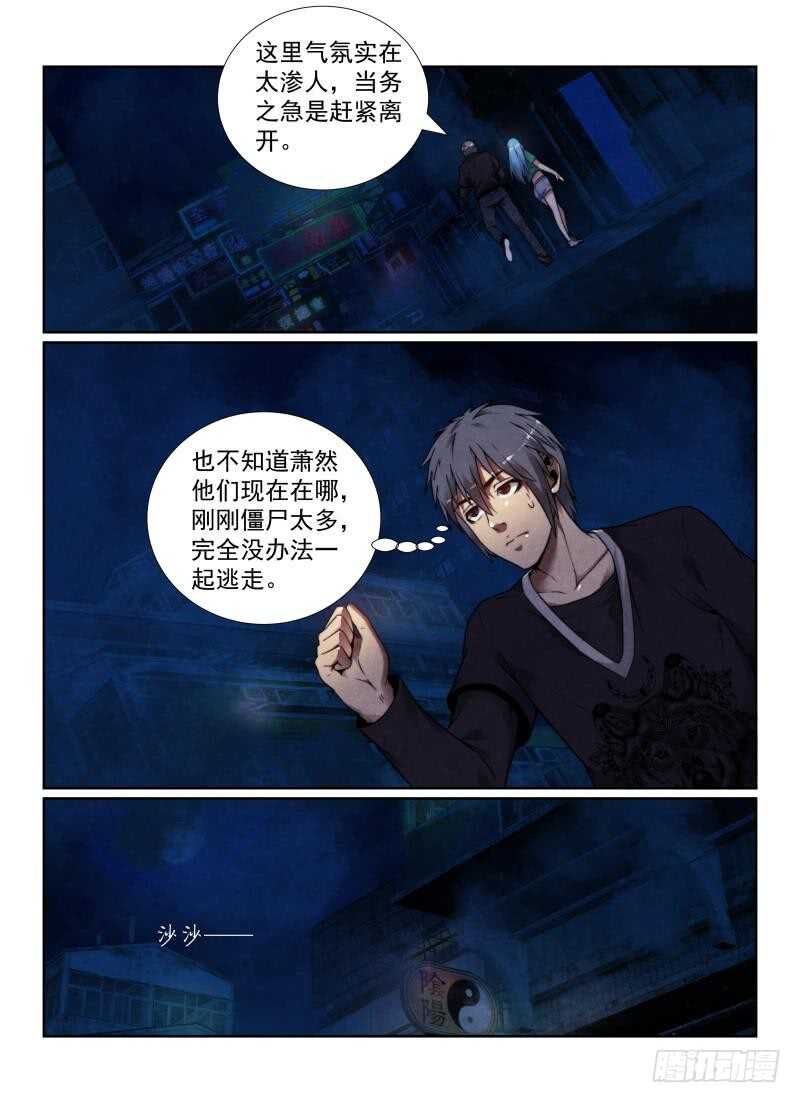 这里气氛实在
太渗人，当务
之急是赶紧离
开。
也不知道萧然
他们现在在哪，
刚刚僵尸太多，
完全没办法一
起逃走。
沙沙——
陰陽
腾讯动漫